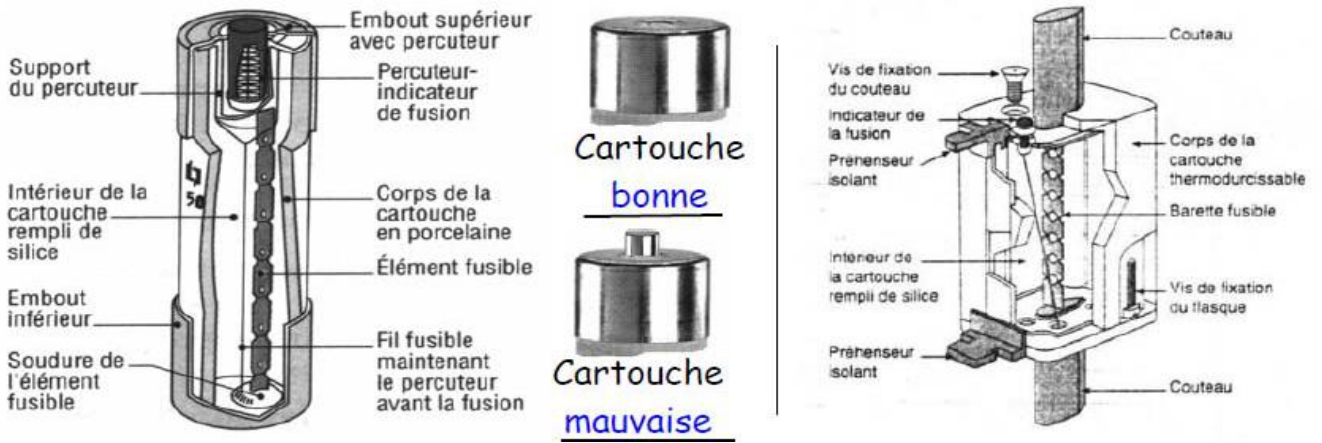 Support
du percuteur
Intérieur de la
cartouche
rempli de
silice
Embout
inférieur
Soudure de
l'élément
fusible
50
Embout supérieur
avec percuteur
Percuteur-
indicateur
de fusion
Corps de la
cartouche
en porcelaine
Élément fusible
Fil fusible
maintenant
le percuteur
avant la fusion
Cartouche
bonne
Cartouche
mauvaise
Vis de fixation
du couteau
Indicateur de
la fusion
Préhenseur
isolant
Intérieur de
la cartouche
rempli de silice
Préhenseur
isolant
Couteau
Corps de la
cartouche
thermodurcissable
Barette fusible
Vis de fixation
du flasque
Couteau